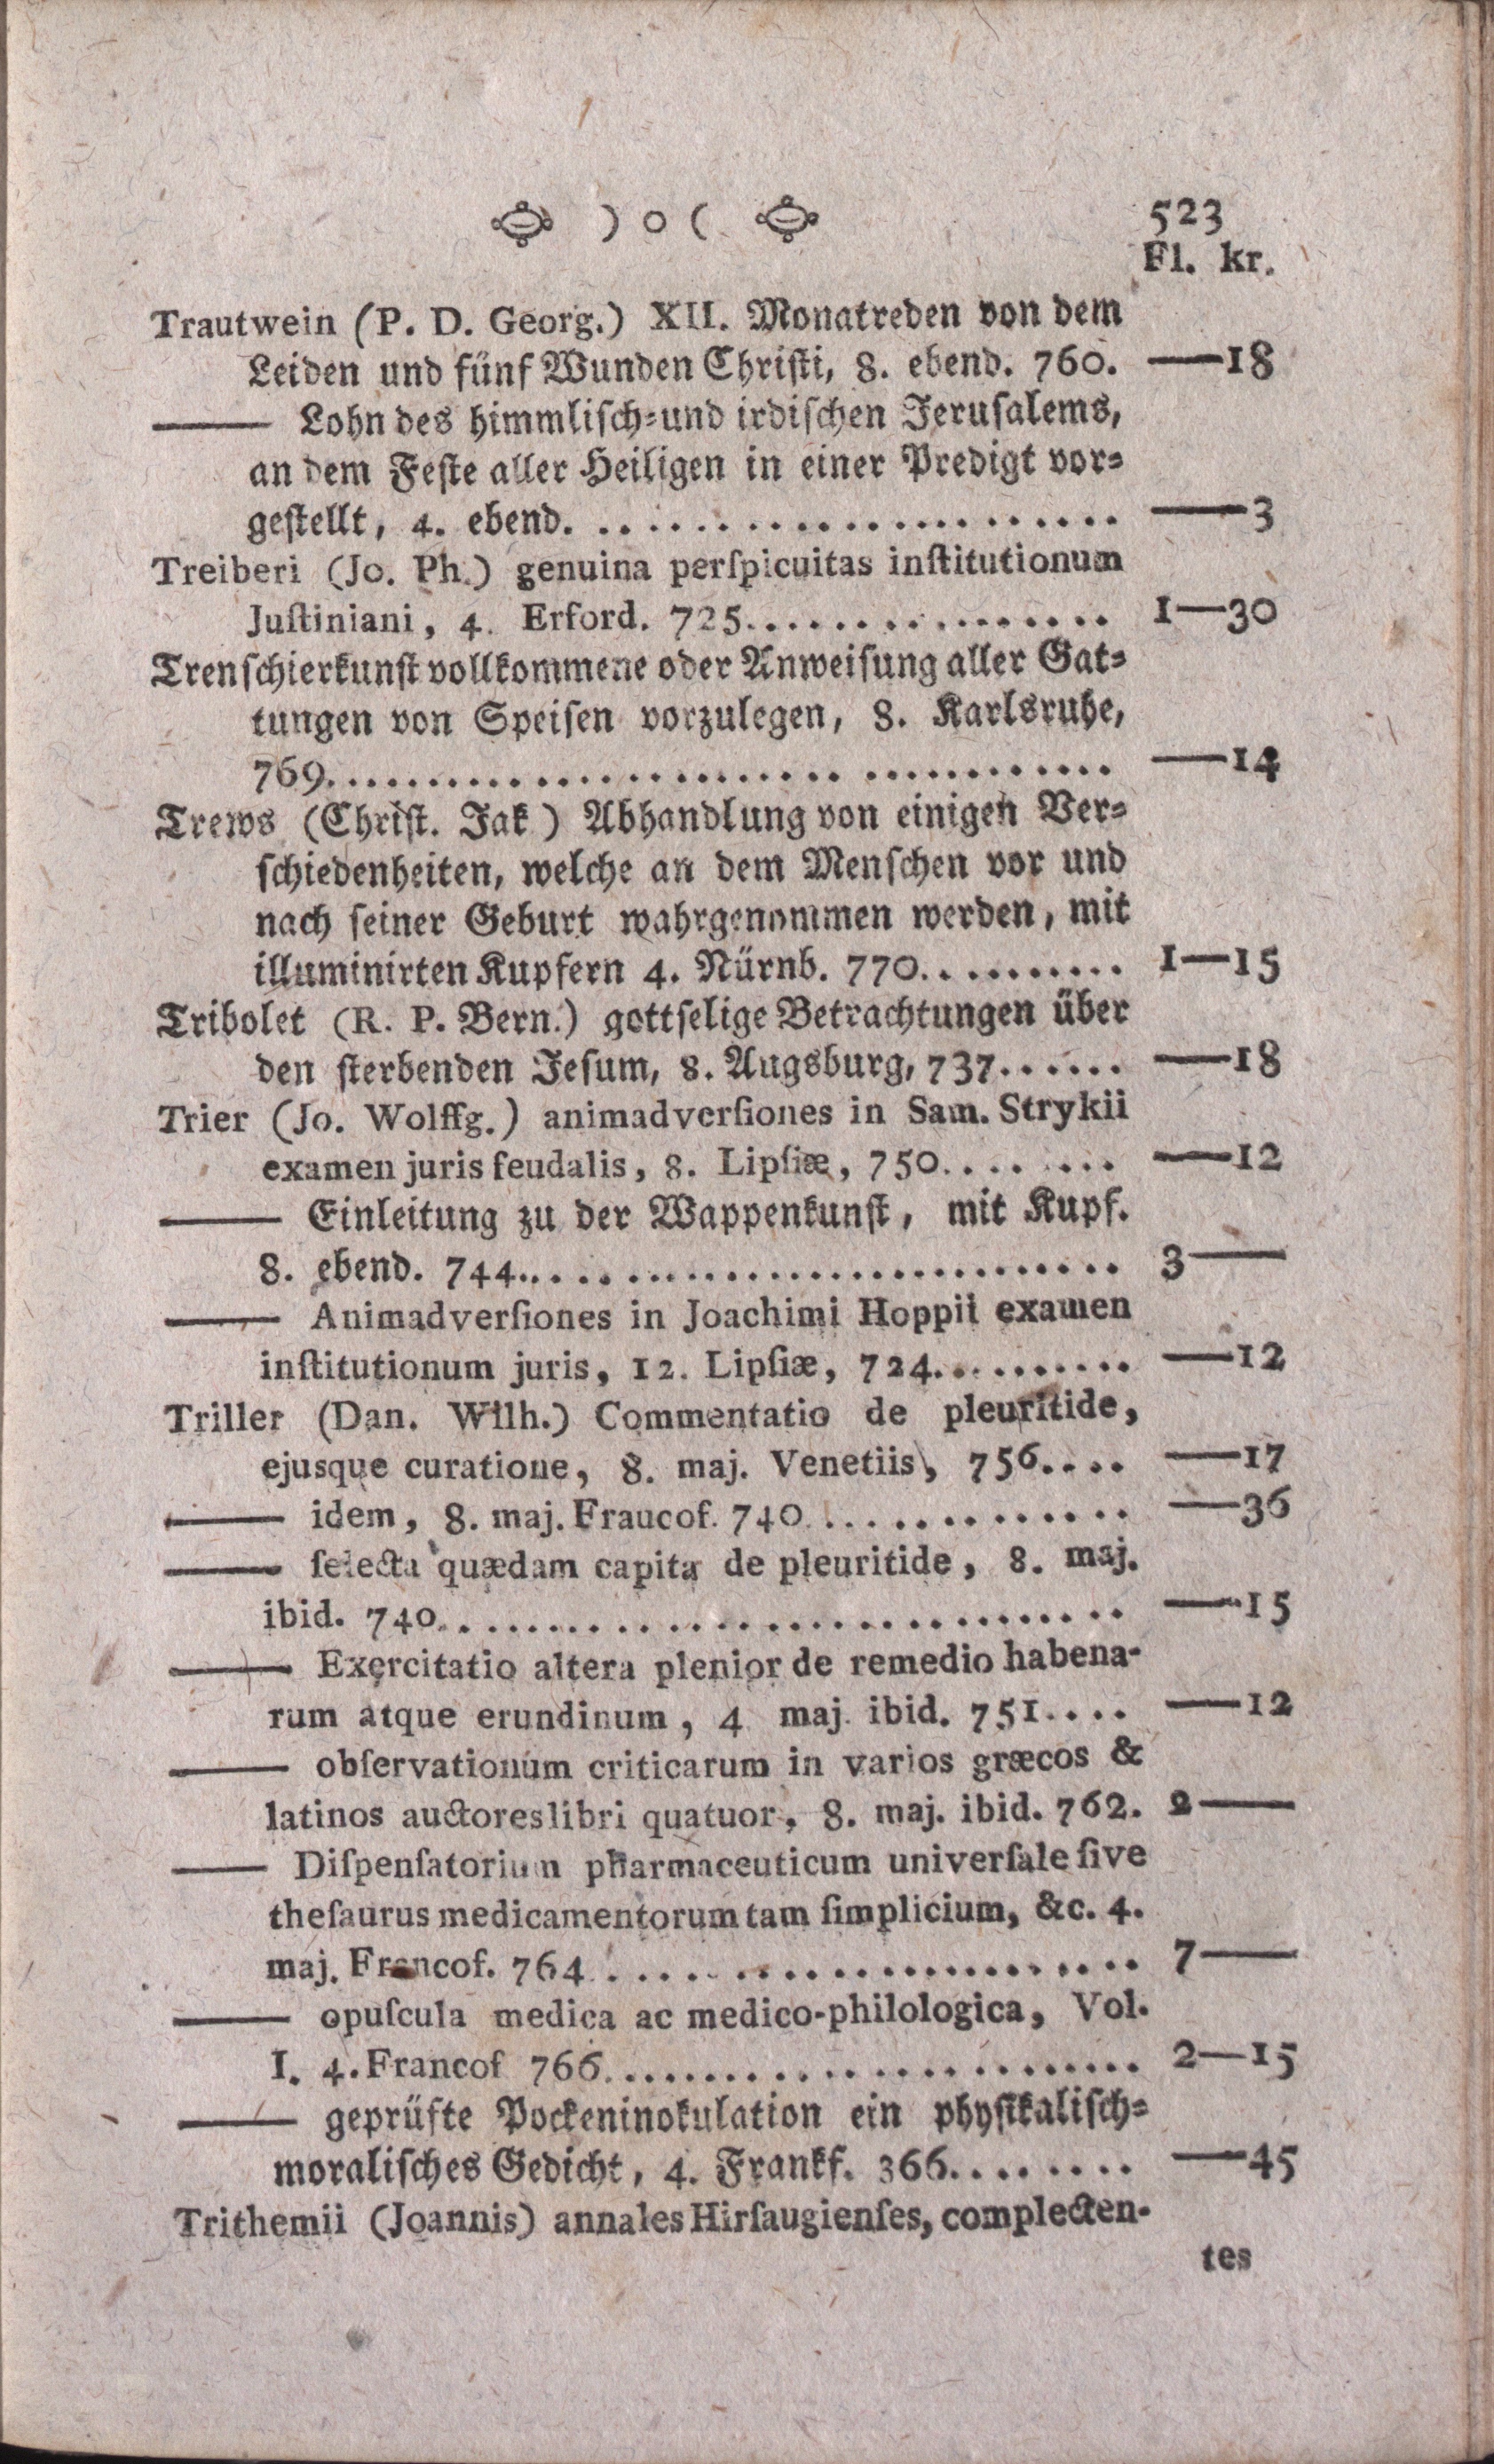 ) o (
523
Fl. kr.
Trautwein (P. D. Georg.) XII. Monatreden von dem
Leiden und fünf Wunden Christi, 8. ebend. 760. —18
—— Lohn des himmlisch-und irdischen Jerusalems,
an dem Feste aller Heiligen in einer Predigt vor-
gestellt, 4. ebend. ...................... —3
Treiberi (Jo. Ph.) genuina perſpicuitas inſtitutionum
Juſtiniani, 4. Erford. 725................ 1—30
Trenschierkunst vollkommene oder Anweisung aller Gat-
tungen von Speisen vorzulegen, 8. Karlsruhe,
769................................. —14
Trews (Christ. Jak ) Abhandlung von einigen Ver-
schiedenheiten, welche an dem Menschen vor und
nach seiner Geburt wahrgenommen werden, mit
illuminirten Kupfern 4. Nürnb. 770.......... 1—15
Tribolet (R. P. Bern.) gottselige Betrachtungen über
den sterbenden Jesum, 8. Augsburg, 737...... —18
Trier (Jo. Wolffg.) animadverſiones in Sam. Strykii
examen juris feudalis, 8. Lipſiæ, 750........ —12
—— Einleitung zu der Wappenkunst, mit Kupf.
8. ebend. 744............................ 3—
—— Animadverſiones in Joachimi Hoppii examen
inſtitutionum juris, 12. Lipſiæ, 724.......... —12
Triller (Dan. Wilh.) Commentatio de pleuritide,
ejusque curatione, 8. maj. Venetiis, 756.... —17
—— idem, 8. maj. Fraucof. 740.............. —36
—— ſelecta quædam capita de pleuritide, 8. maj.
ibid. 740............................... —15
—— Exercitatio altera plenior de remedio habena-
rum atque erundinum, 4 maj. ibid. 751.... —12
—— obſervationum criticarum in varios græcos &
latinos auctores libri quatuor, 8. maj. ibid. 762. 2—
—— Diſpenſatorium pharmaceuticum univerſale ſive
theſaurus medicamentorum tam ſimplicium, &c. 4.
maj. Francof. 764....................... 7—
—— opuſcula medica ac medico-philologica, Vol.
I. 4. Francof 766........................ 2—15
—— geprüfte Pockeninokulation ein physikalisch-
moralisches Gedicht, 4. Frankf. 366........ —45
Trithemii (Joannis) annales Hirſaugienſes, complecten-
tes